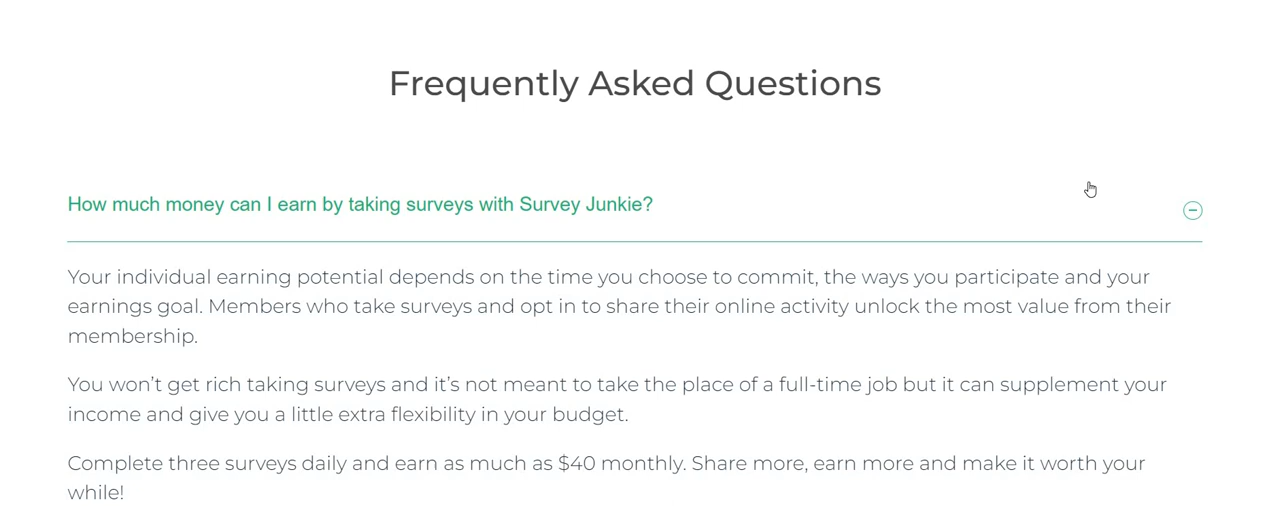 Frequently Asked Questions
How much money can I earn by taking surveys with Survey Junkie?
Your individual earning potential depends on the time you choose to commit, the ways you participate and your
earnings goal. Members who take surveys and opt in to share their online activity unlock the most value from their
membership.
You won’t get rich taking surveys and it’s not meant to take the place of a full-time job but it can supplement your
income and give you a little extra flexibility in your budget.
Complete three surveys daily and earn as much as $40 monthly. Share more, earn more and make it worth your
while!